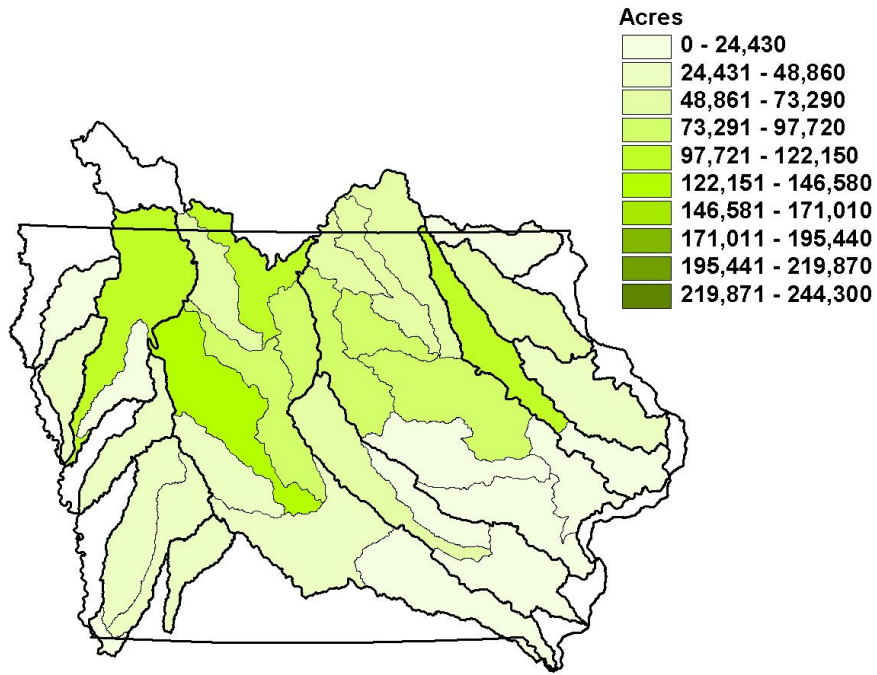 Acres
0 - 24,430
24,431 - 48,860
48,861 - 73,290
73,291 - 97,720
97,721 - 122,150
122,151 - 146,580
146,581 - 171,010
171,011 - 195,440
195,441 - 219,870
219,871 - 244,300